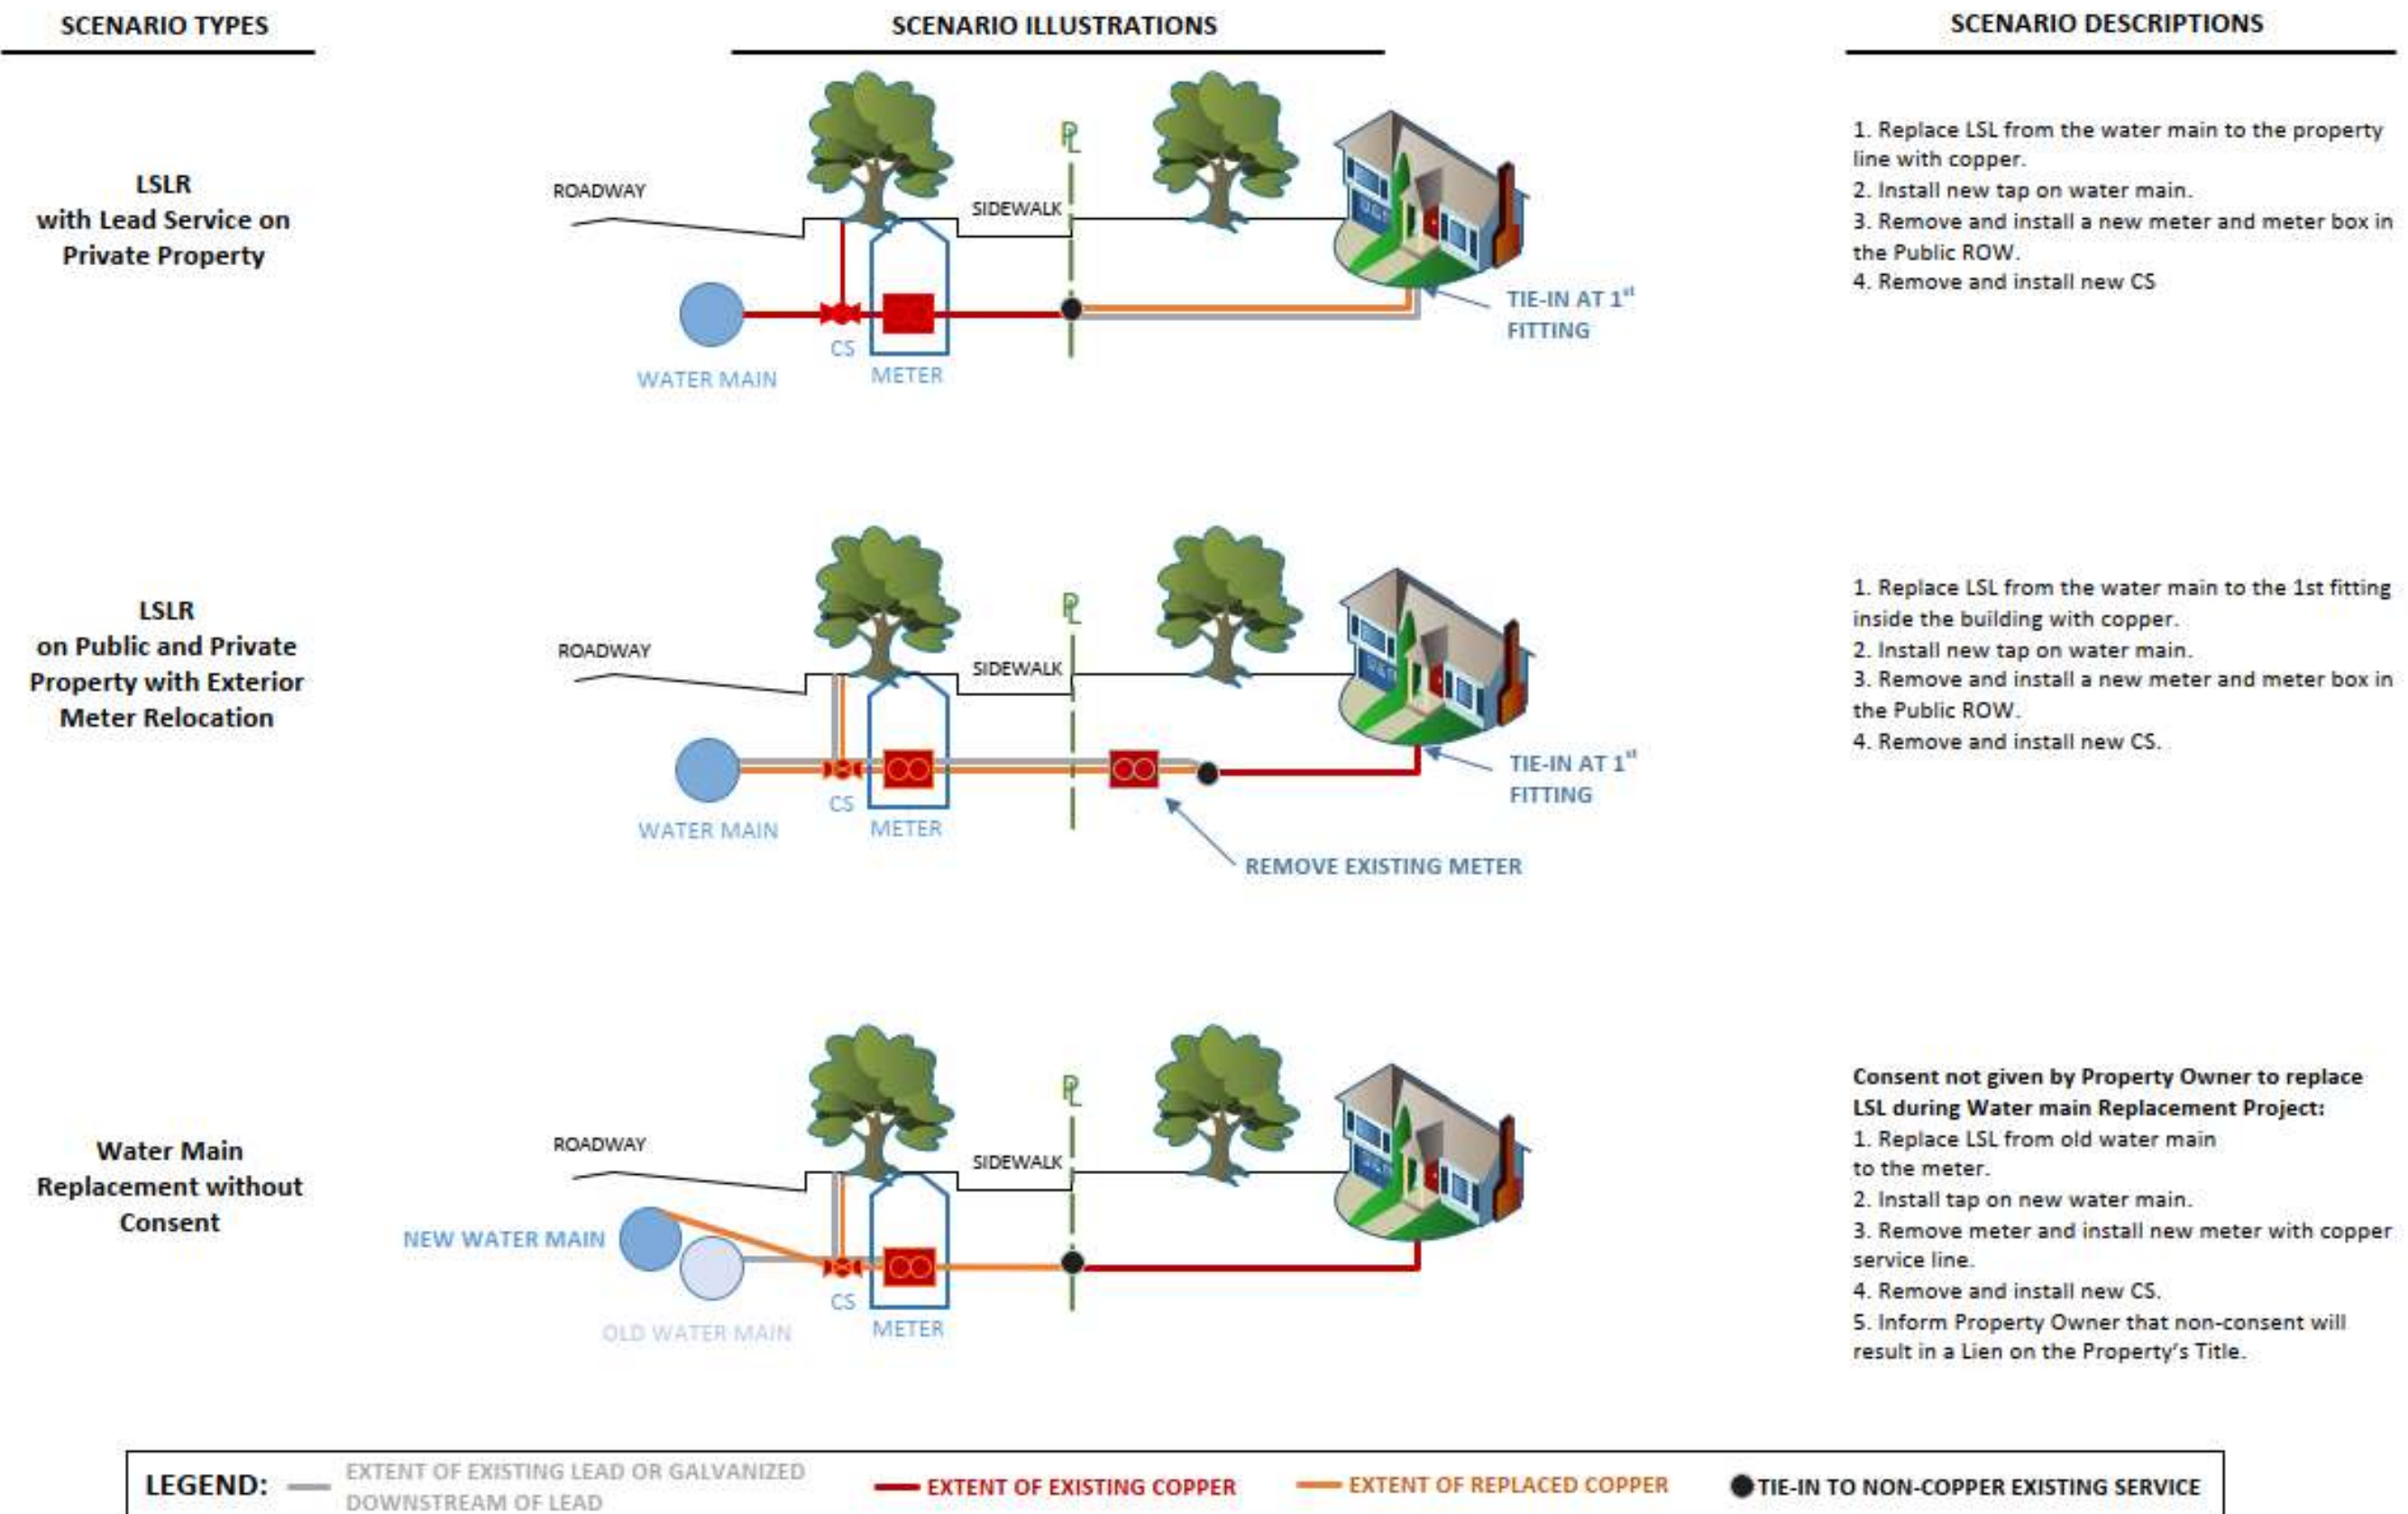 SCENARIO TYPES
SCENARIO ILLUSTRATIONS
SCENARIO DESCRIPTIONS
LSLR
with Lead Service on
Private Property
ROADWAY
SIDEWALK
PL
CS
METER
WATER MAIN
TIE-IN AT 1st
FITTING
1. Replace LSL from the water main to the property
line with copper.
2. Install new tap on water main.
3. Remove and install a new meter and meter box in
the Public ROW.
4. Remove and install new CS
LSLR
on Public and Private
Property with Exterior
Meter Relocation
ROADWAY
SIDEWALK
PL
CS
METER
WATER MAIN
TIE-IN AT 1st
FITTING
REMOVE EXISTING METER
1. Replace LSL from the water main to the 1st fitting
inside the building with copper.
2. Install new tap on water main.
3. Remove and install a new meter and meter box in
the Public ROW.
4. Remove and install new CS.
Water Main
Replacement without
Consent
ROADWAY
SIDEWALK
PL
NEW WATER MAIN
OLD WATER MAIN
CS
METER
Consent not given by Property Owner to replace
LSL during Water main Replacement Project:
1. Replace LSL from old water main
to the meter.
2. Install tap on new water main.
3. Remove meter and install new meter with copper
service line.
4. Remove and install new CS.
5. Inform Property Owner that non-consent will
result in a Lien on the Property's Title.
LEGEND:
EXTENT OF EXISTING LEAD OR GALVANIZED
DOWNSTREAM OF LEAD
EXTENT OF EXISTING COPPER
EXTENT OF REPLACED COPPER
TIE-IN TO NON-COPPER EXISTING SERVICE